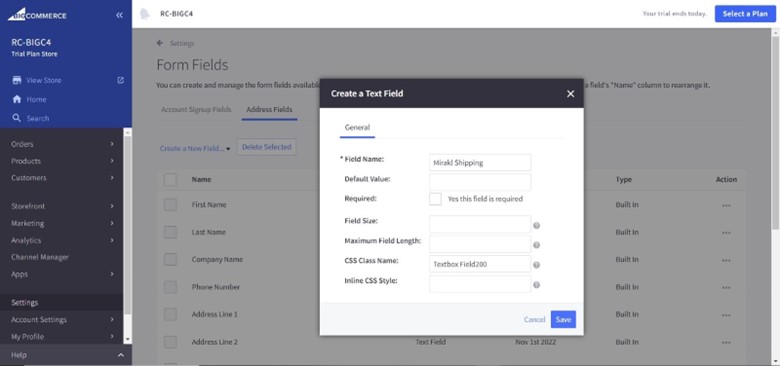 BIGCOMMERCE
«
RC-BIGC4
Your trial ends today.
Select a Plan
RC-BIGC4
Trial Plan Store
View Store
Home
Search
Orders
Products
Customers
Storefront
Marketing
Analytics
Channel Manager
Apps
Settings
Account Settings
My Profile
Help
Settings
Form Fields
You can create and manage the form fields available
a field's "Name" column to rearrange it.
Account Signup Fields
Address Fields
Create a New Field...
Delete Selected
Name
Type
Action
First Name
Built In
...
Last Name
Built In
...
Company Name
Built In
...
Phone Number
Built In
...
Address Line 1
Built In
...
Address Line 2
Text Field
Nov 1st 2022
Built In
...
Create a Text Field
General
* Field Name:
Mirakl Shipping
Default Value:
Required:
Yes this field is required
Field Size:
Maximum Field Length:
CSS Class Name:
Textbox Field200
Inline CSS Style:
Cancel
Save